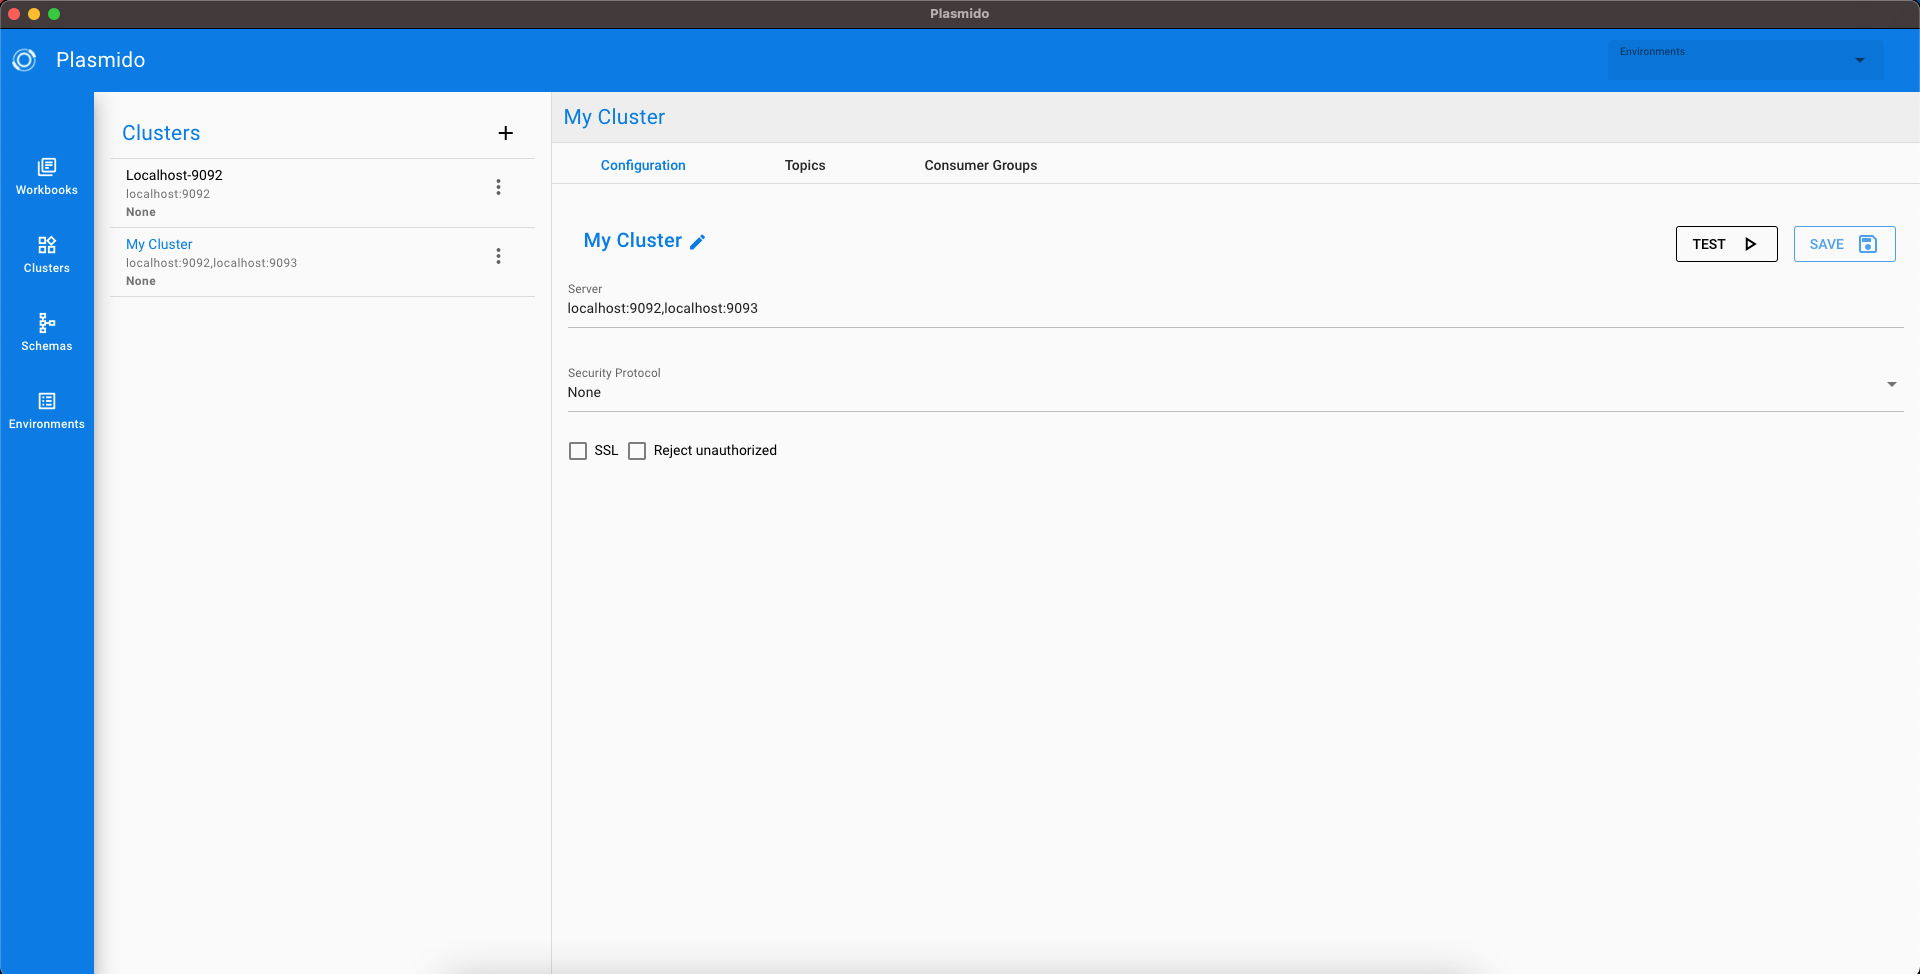 Plasmido
Plasmido
Environments
Workbooks
Clusters
Schemas
Environments
Clusters
Localhost-9092
localhost:9092
None
My Cluster
localhost:9092,localhost:9093
None
My Cluster
Configuration Topics Consumer Groups
My Cluster
TEST SAVE
Server
localhost:9092,localhost:9093
Security Protocol
None
SSL Reject unauthorized